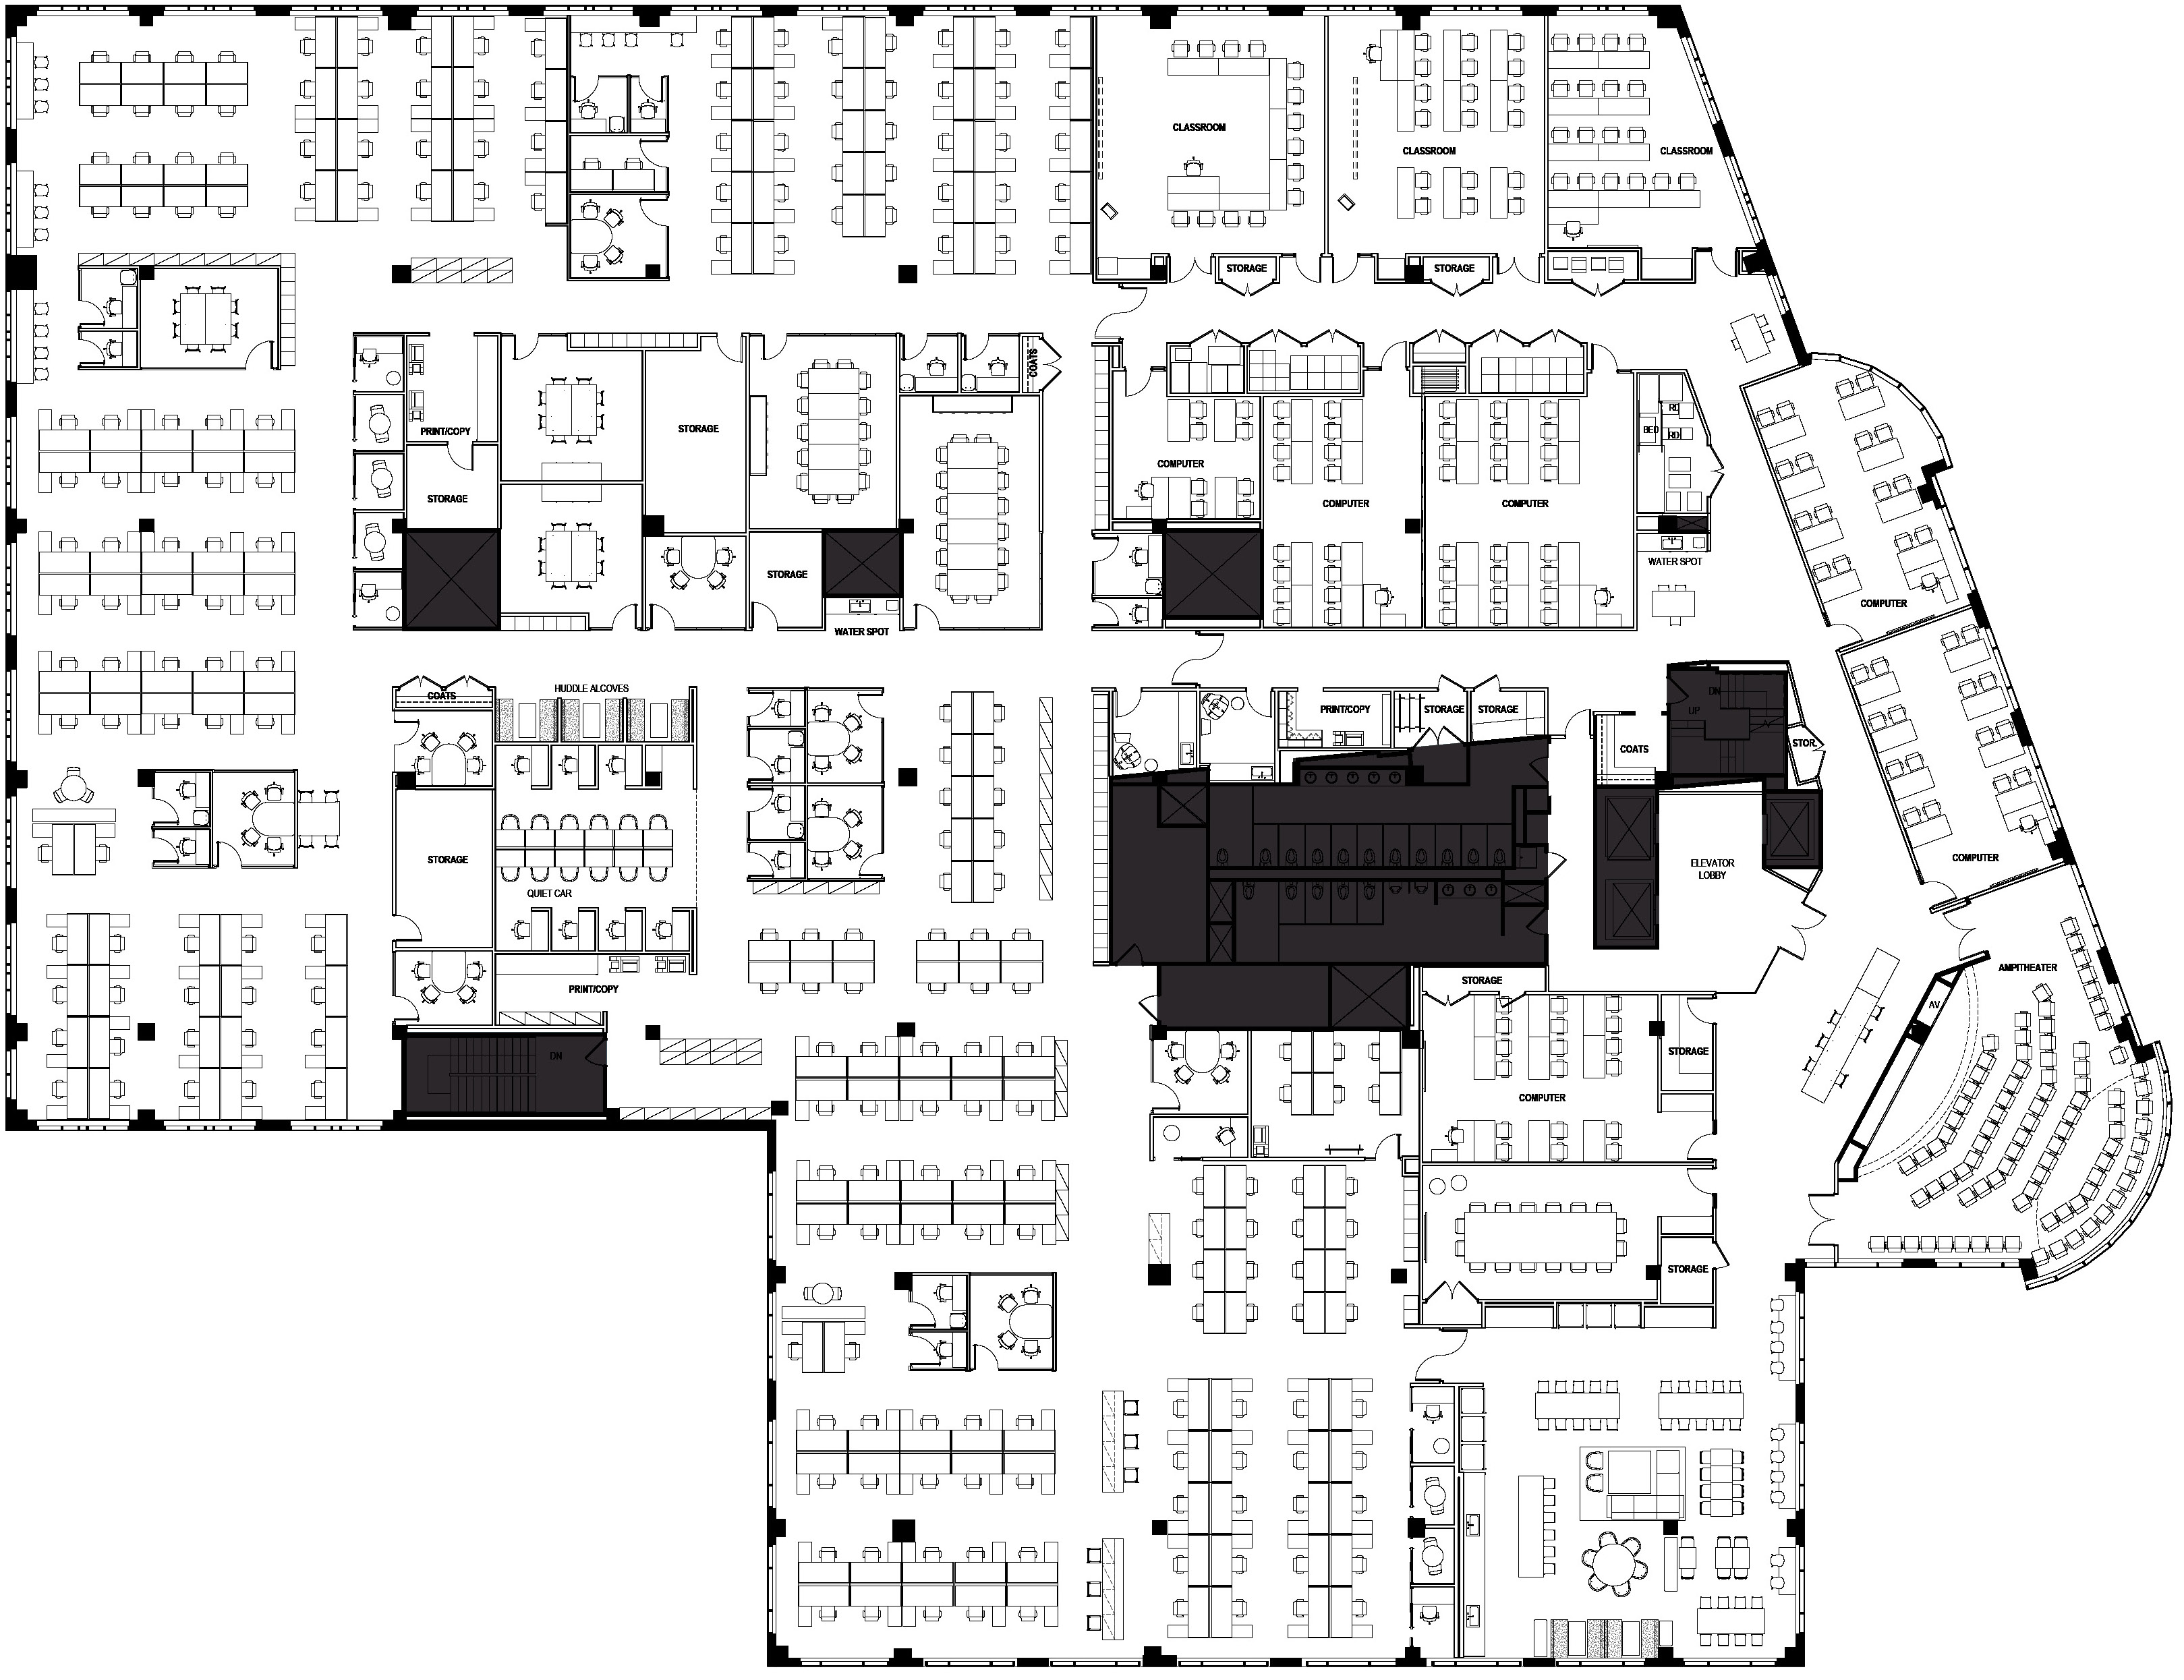 CLASSROOM
CLASSROOM
CLASSROOM
STORAGE
STORAGE
COATS
PRINT/COPY
STORAGE
STORAGE
COMPUTER
COMPUTER
COMPUTER
RD
BED
RD
STORAGE
WATER SPOT
WATER SPOT
COMPUTER
COATS
HUDDLE ALCOVES
PRINT/COPY
STORAGE
STORAGE
DN
UP
COATS
STOR.
STORAGE
QUIET CAR
ELEVATOR
LOBBY
COMPUTER
PRINT/COPY
STORAGE
AMPITHEATER
AV
DN
STORAGE
COMPUTER
STORAGE